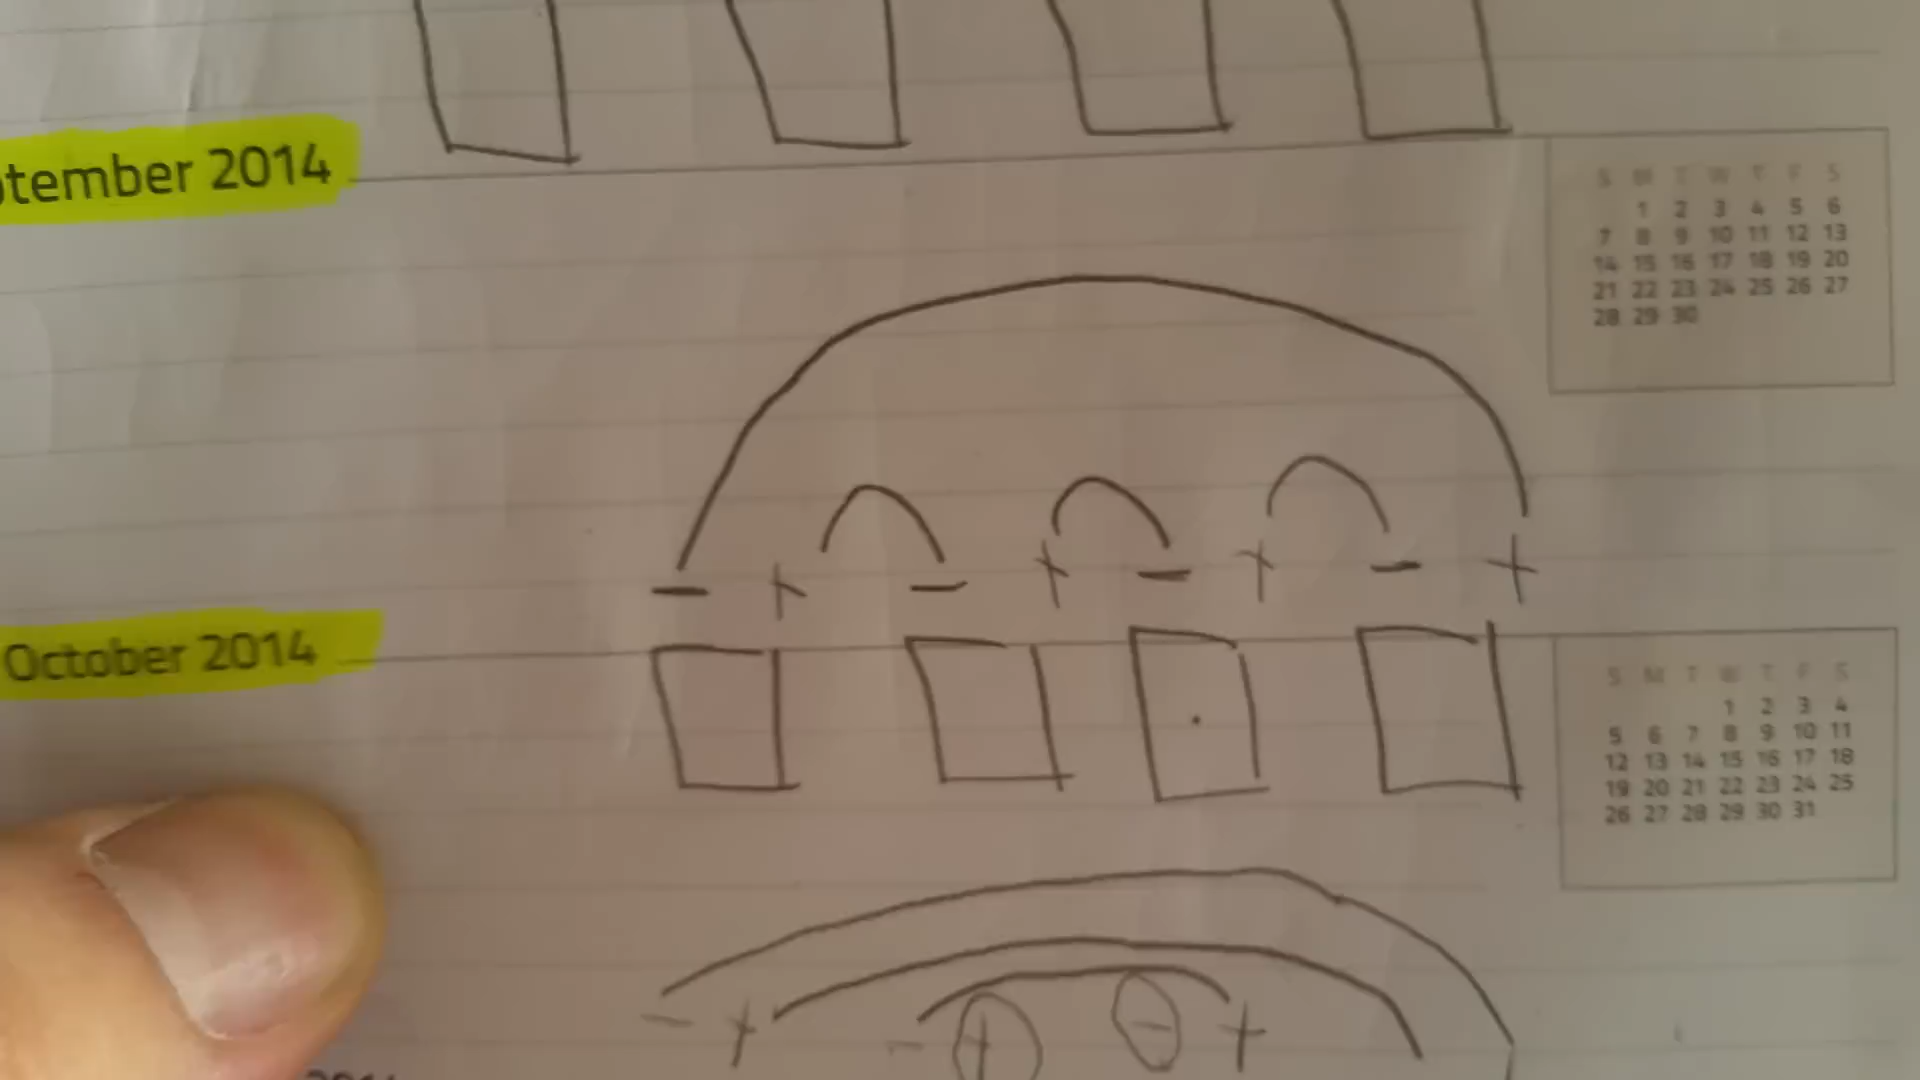 tember 2014
S M T W T F S
1 2 3 4 5 6
7 8 9 10 11 12 13
14 15 16 17 18 19 20
21 22 23 24 25 26 27
28 29 30
- + - + - + - +
October 2014
S M T W T F S
1 2 3 4
5 6 7 8 9 10 11
12 13 14 15 16 17 18
19 20 21 22 23 24 25
26 27 28 29 30 31
- + - + - +